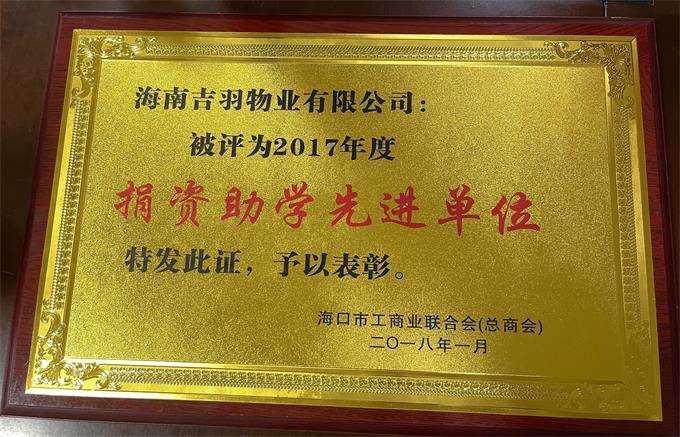 海南吉羽物业有限公司：
被评为2017年度
捐资助学先进单位
特发此证，予以表彰。
海口市工商业联合会(总商会)
二〇一八年一月